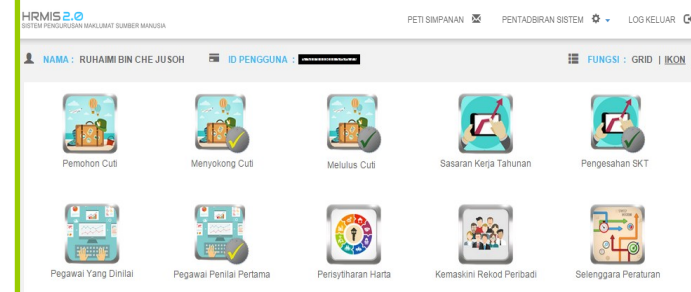 HRMIS 2.0
SISTEM PENGURUSAN MAKLUMAT SUMBER MANUSIA
PETI SIMPANAN
PENTADBIRAN SISTEM
LOG KELUAR
NAMA : RUHAIMI BIN CHE JUSOH
ID PENGGUNA :
FUNGSI : GRID | IKON
Pemohon Cuti
Menyokong Cuti
Melulus Cuti
Sasaran Kerja Tahunan
Pengesahan SKT
Pegawai Yang Dinilai
Pegawai Penilai Pertama
Perisytiharan Harta
Kemaskini Rekod Peribadi
Selenggara Peraturan